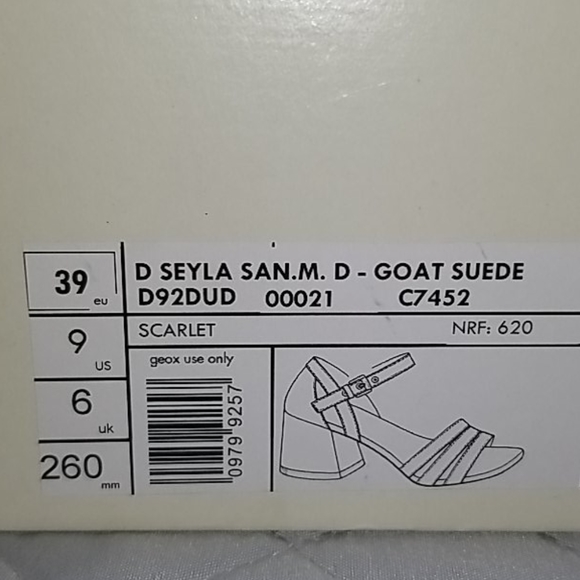 39 eu
9 US
6 uk
260 mm
D SEYLA SAN.M. D - GOAT SUEDE
D92DUD 00021 C7452
SCARLET NRF: 620
geox use only
0979 9257